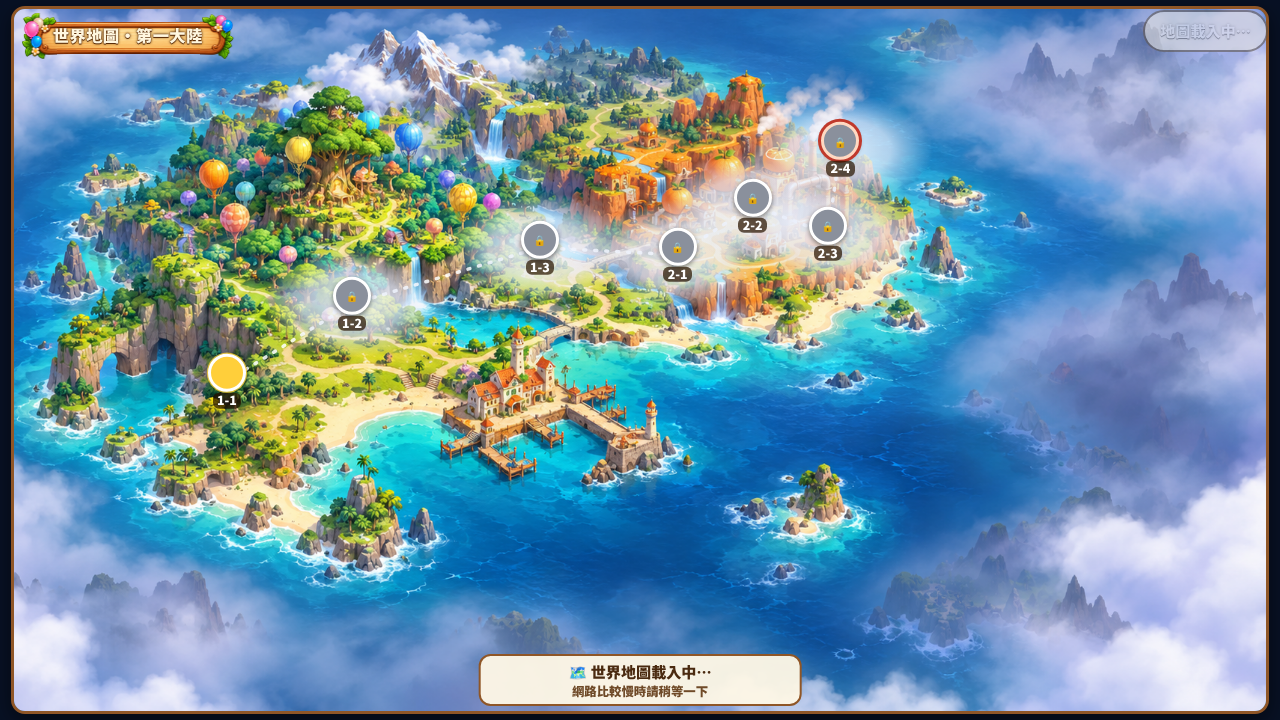 世界地圖·第一大陸
地圖載入中…
2-4
2-2
2-3
1-3
2-1
1-2
1-1
世界地圖載入中…
網路比較慢時請稍等一下